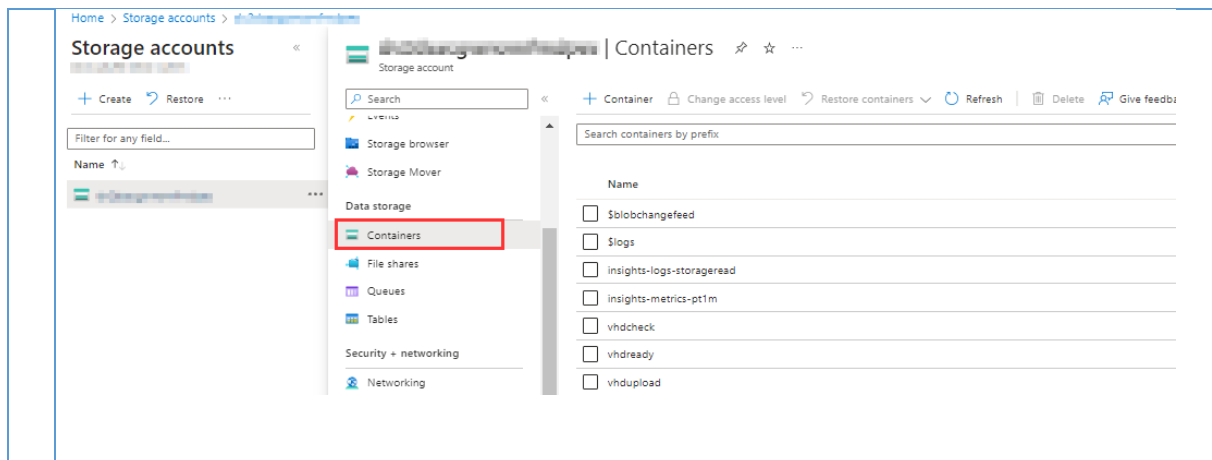 Home > Storage accounts >
Storage accounts «
| Containers
Storage account
+ Create Restore ...
Search «
+ Container Change access level Restore containers Refresh Delete Give feedba
Events
Filter for any field...
Storage browser
Search containers by prefix
Name ↑↓
Storage Mover
Name
...
Data storage
$blobchangefeed
Containers
$logs
File shares
insights-logs-storageread
Queues
insights-metrics-pt1m
Tables
vhdcheck
Security + networking
vhdready
Networking
vhdupload